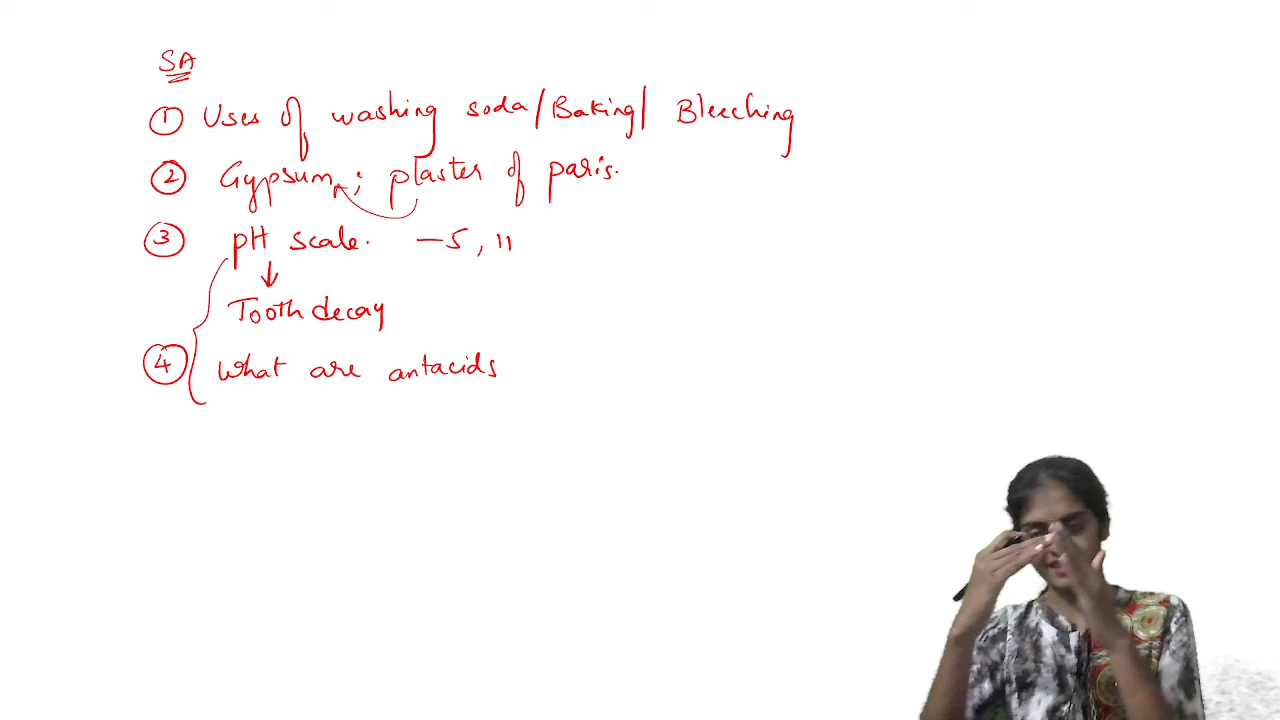 SA
① Uses of washing soda/Baking/ Bleeching
② Gypsum ; plaster of paris.
③ pH scale. — 5, 11
Tooth decay
④ What are antacids